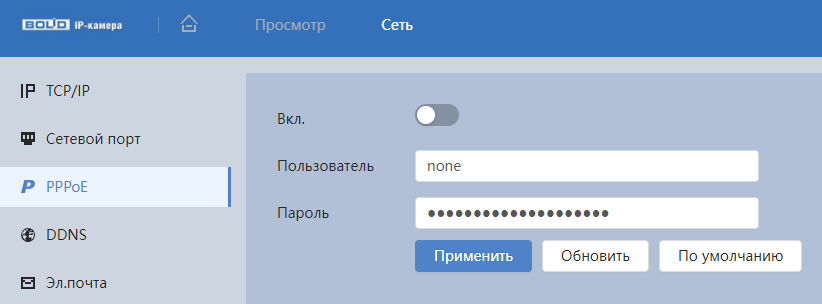 BOLID IP-камера
Просмотр
Сеть
TCP/IP
Сетевой порт
PPPoE
DDNS
Эл.почта
Вкл.
Пользователь
none
Пароль
●●●●●●●●●●●●●●●●●●●●
Применить
Обновить
По умолчанию